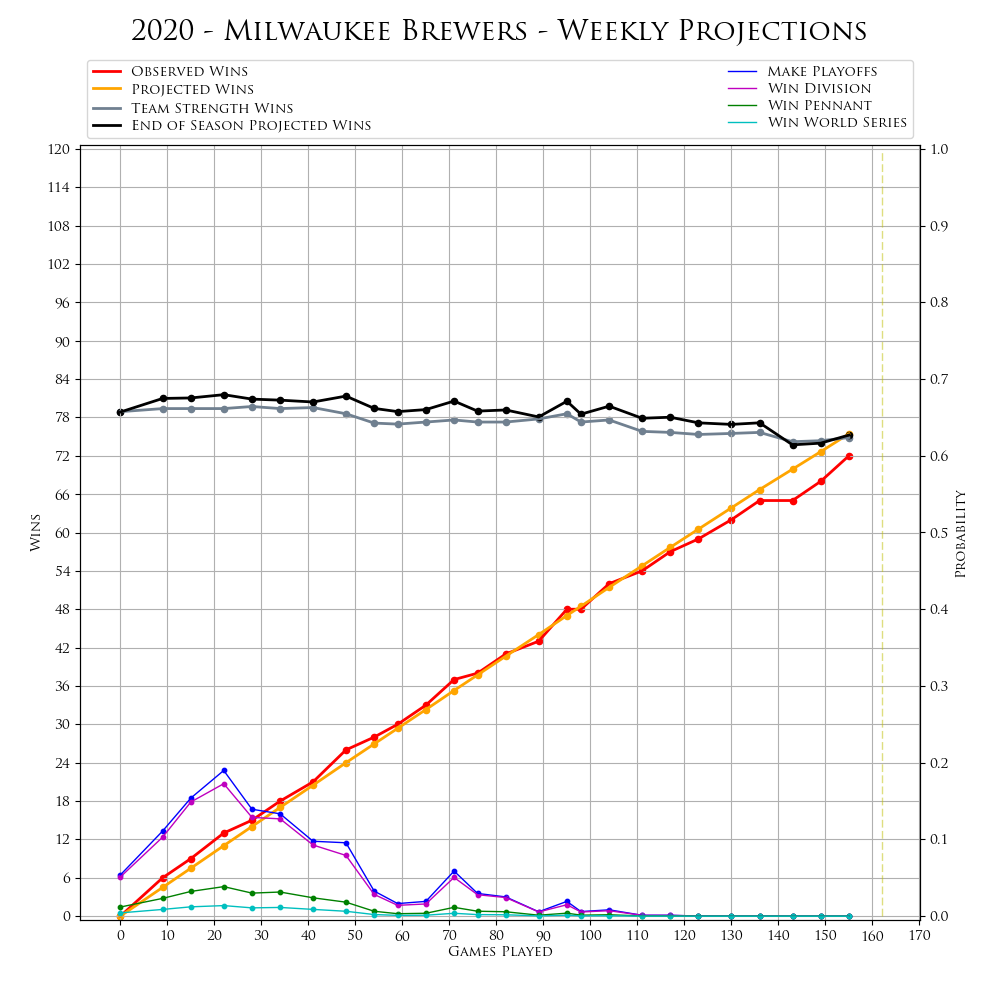 2020 - Milwaukee Brewers - Weekly Projections
Observed Wins
Projected Wins
Team Strength Wins
End of Season Projected Wins
Make Playoffs
Win Division
Win Pennant
Win World Series
120
114
108
102
96
90
84
78
72
66
60
54
48
42
36
30
24
18
12
6
0
Wins
1.0
0.9
0.8
0.7
0.6
0.5
0.4
0.3
0.2
0.1
0.0
Probability
0 10 20 30 40 50 60 70 80 90 100 110 120 130 140 150 160 170
Games Played